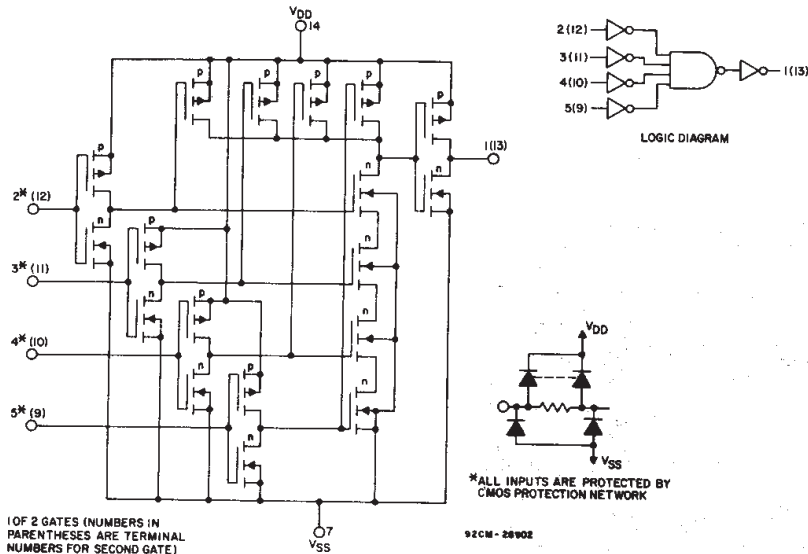 VDD
14
p
p
p
p
p
p
n
n
n
n
n
n
p
n
p
n
p
n
2* (12)
3* (11)
4* (10)
5* (9)
1 (13)
7
VSS
1 OF 2 GATES (NUMBERS IN
PARENTHESES ARE TERMINAL
NUMBERS FOR SECOND GATE)
2 (12)
3 (11)
4 (10)
5 (9)
1 (13)
LOGIC DIAGRAM
VDD
VSS
*ALL INPUTS ARE PROTECTED BY
CMOS PROTECTION NETWORK
92CM-28902